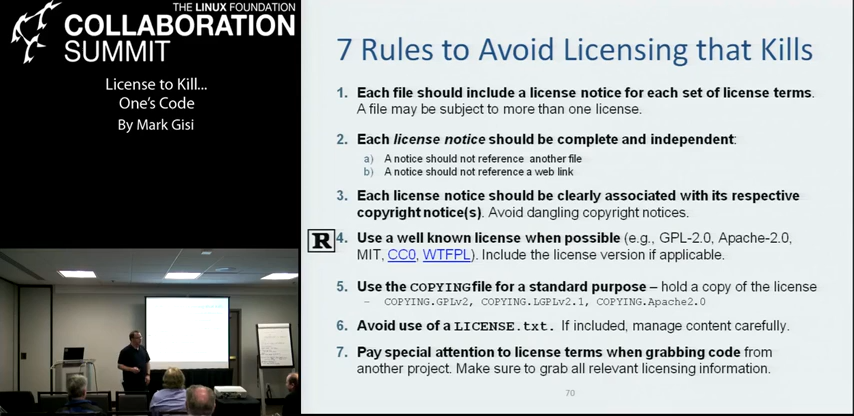 THE LINUX FOUNDATION
COLLABORATION
SUMMIT
License to Kill...
One's Code
By Mark Gisi
7 Rules to Avoid Licensing that Kills
1. Each file should include a license notice for each set of license terms.
A file may be subject to more than one license.
2. Each license notice should be complete and independent:
a) A notice should not reference another file
b) A notice should not reference a web link
3. Each license notice should be clearly associated with its respective
copyright notice(s). Avoid dangling copyright notices.
R 4. Use a well known license when possible (e.g., GPL-2.0, Apache-2.0,
MIT, CC0, WTFPL). Include the license version if applicable.
5. Use the COPYING file for a standard purpose – hold a copy of the license
– COPYING.GPLv2, COPYING.LGPLv2.1, COPYING.Apache2.0
6. Avoid use of a LICENSE.txt. If included, manage content carefully.
7. Pay special attention to license terms when grabbing code from
another project. Make sure to grab all relevant licensing information.
70